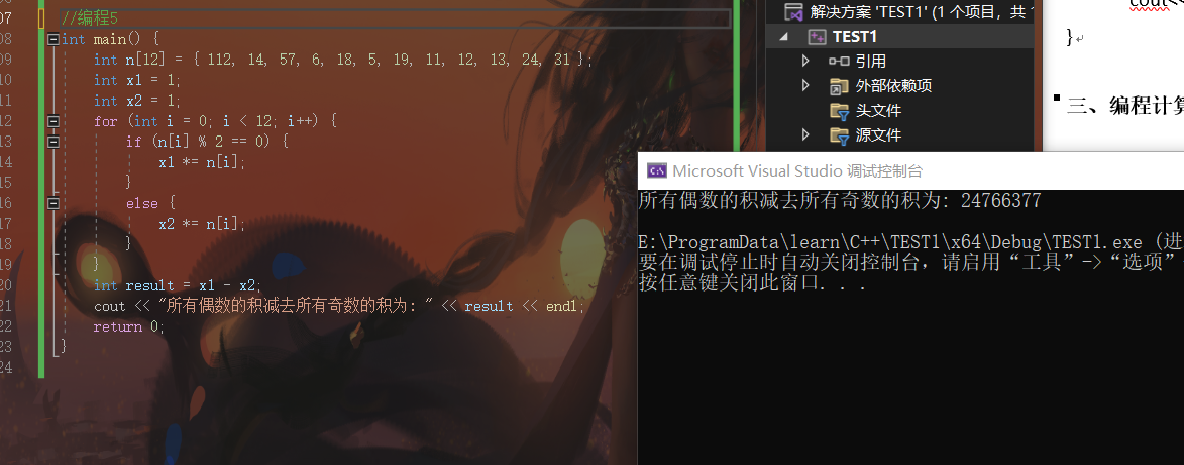 07 //编程5
08 int main() {
09 int n[12] = { 112, 14, 57, 6, 18, 5, 19, 11, 12, 13, 24, 31 };
10 int x1 = 1;
11 int x2 = 1;
12 for (int i = 0; i < 12; i++) {
13 if (n[i] % 2 == 0) {
14 x1 *= n[i];
15 }
16 else {
17 x2 *= n[i];
18 }
19 }
20 int result = x1 - x2;
21 cout << "所有偶数的积减去所有奇数的积为: " << result << endl;
22 return 0;
23 }
24
解决方案 'TEST1' (1 个项目, 共 1
TEST1
引用
外部依赖项
头文件
源文件
cout<<
}
三、编程计算
Microsoft Visual Studio 调试控制台
所有偶数的积减去所有奇数的积为: 24766377
E:\ProgramData\learn\C++\TEST1\x64\Debug\TEST1.exe (进
要在调试停止时自动关闭控制台，请启用“工具”->“选项”
按任意键关闭此窗口. . .